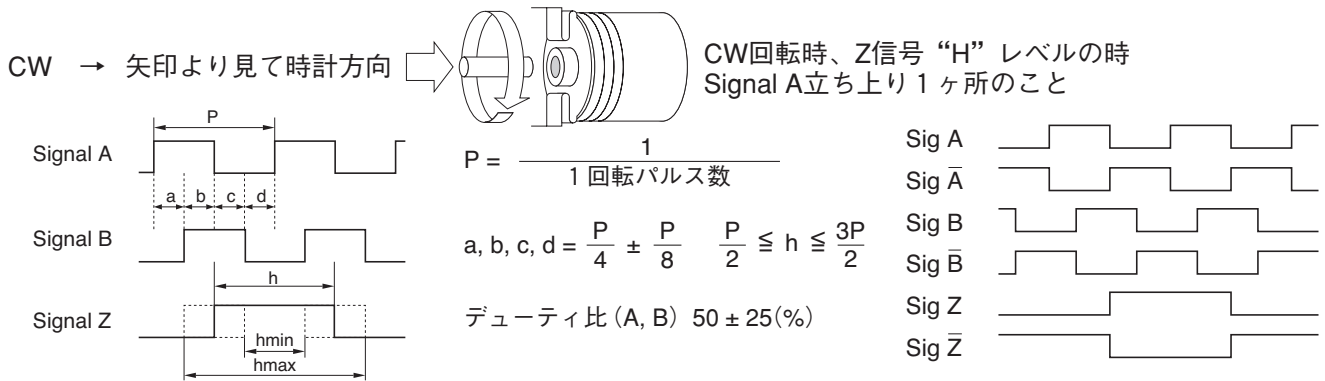 CW → 矢印より見て時計方向
CW回転時、Z信号“H”レベルの時
Signal A立ち上り1ヶ所のこと
P
Signal A
a b c d
Signal B
h
Signal Z
hmin
hmax
P = 1 / 1回転パルス数
a, b, c, d = P/4 ± P/8  P/2 ≦ h ≦ 3P/2
デューティ比 (A, B) 50 ± 25(%)
Sig A
Sig A̅
Sig B
Sig B̅
Sig Z
Sig Z̅